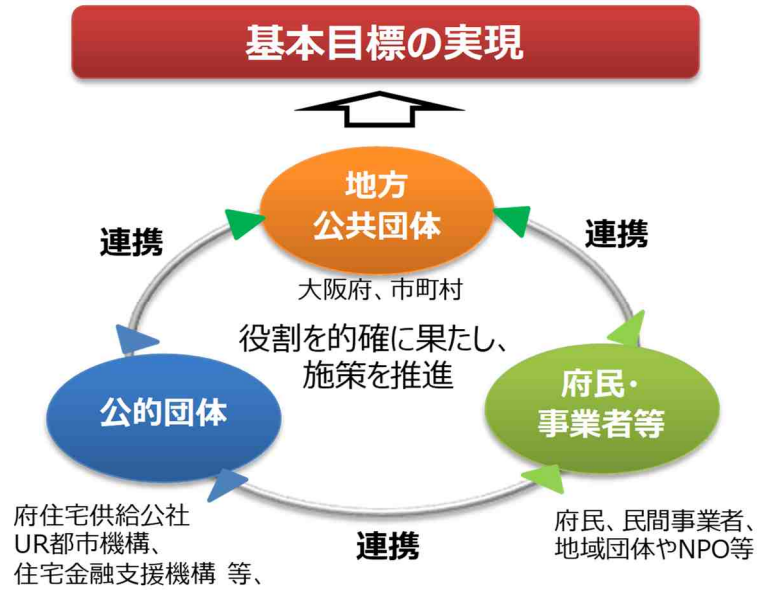 基本目標の実現
地方
公共団体
連携
連携
大阪府、市町村
役割を的確に果たし、
施策を推進
公的団体
府民・
事業者等
府住宅供給公社
UR都市機構、
住宅金融支援機構 等、
連携
府民、民間事業者、
地域団体やNPO等